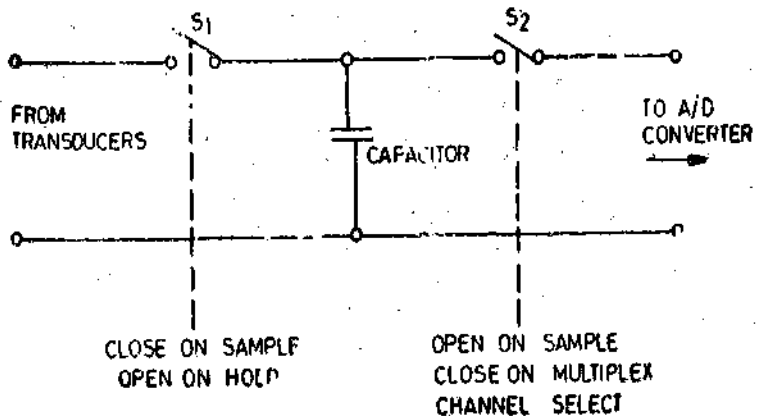 S1
S2
FROM
TRANSDUCERS
CAPACITOR
TO A/D
CONVERTER
CLOSE ON SAMPLE
OPEN ON HOLD
OPEN ON SAMPLE
CLOSE ON MULTIPLEX
CHANNEL SELECT